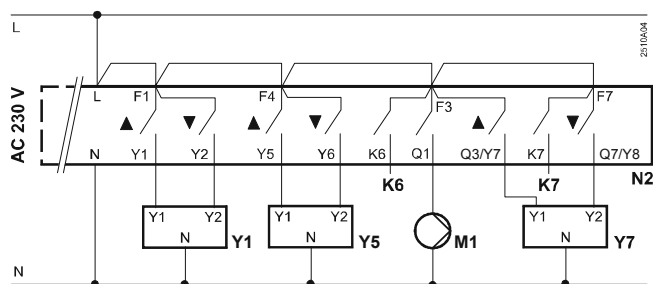 L
2510A04
AC 230 V
L F1 F4 F3 F7
N Y1 Y2 Y5 Y6 K6 Q1 Q3/Y7 K7 Q7/Y8
K6 K7 N2
Y1 Y2 Y1 Y2 Y1 Y2
N Y1 N Y5 M1 N Y7
N